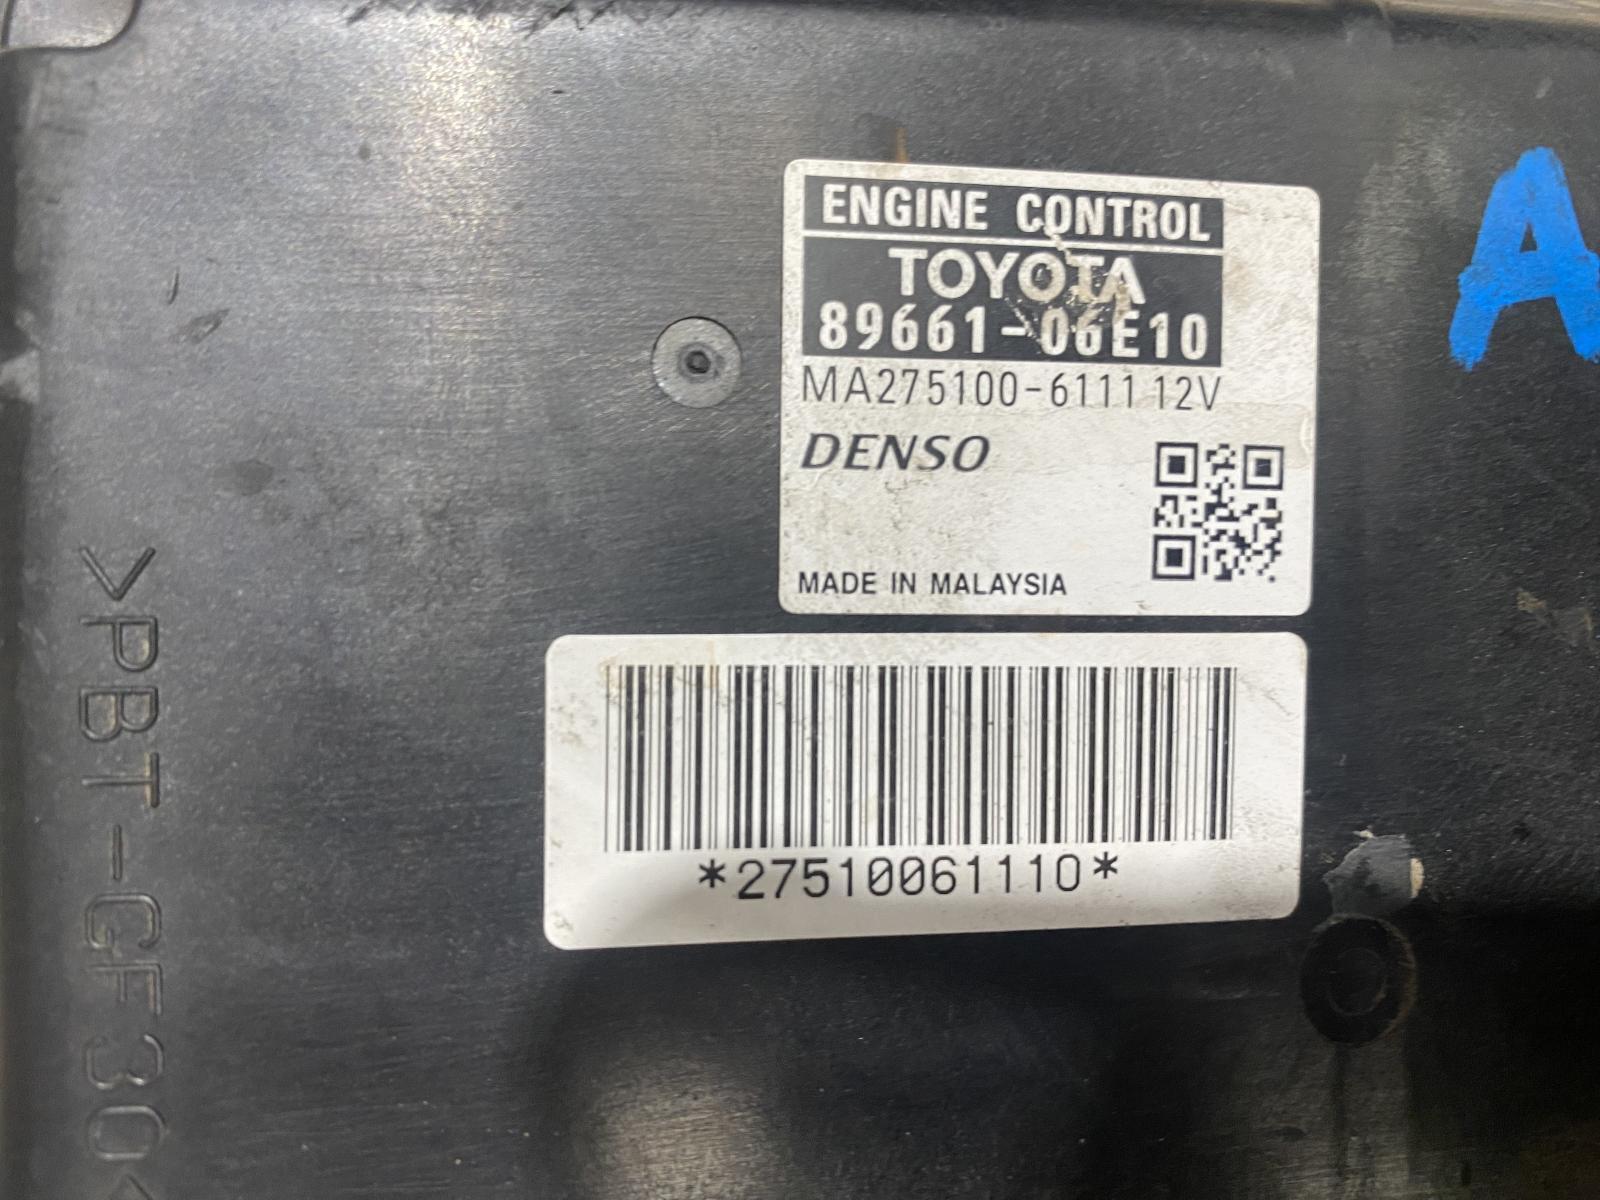 ENGINE CONTROL
TOYOTA
89661-06E10
MA275100-6111 12V
DENSO
MADE IN MALAYSIA
*27510061110*
>PBT-GF30<
A